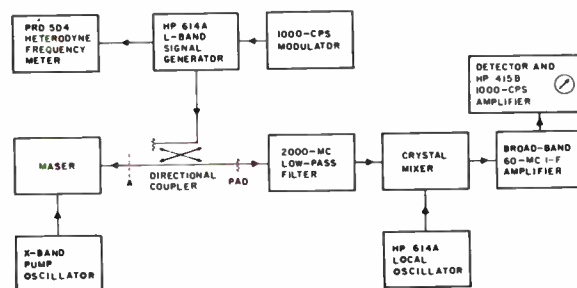 PRD 504
HETERODYNE
FREQUENCY
METER
HP 614A
L-BAND
SIGNAL
GENERATOR
1000-CPS
MODULATOR
DETECTOR AND
HP 415B
1000-CPS
AMPLIFIER
MASER
A
DIRECTIONAL
COUPLER
PAD
2000-MC
LOW-PASS
FILTER
CRYSTAL
MIXER
BROAD-BAND
60-MC I-F
AMPLIFIER
X-BAND
PUMP
OSCILLATOR
HP 614A
LOCAL
OSCILLATOR